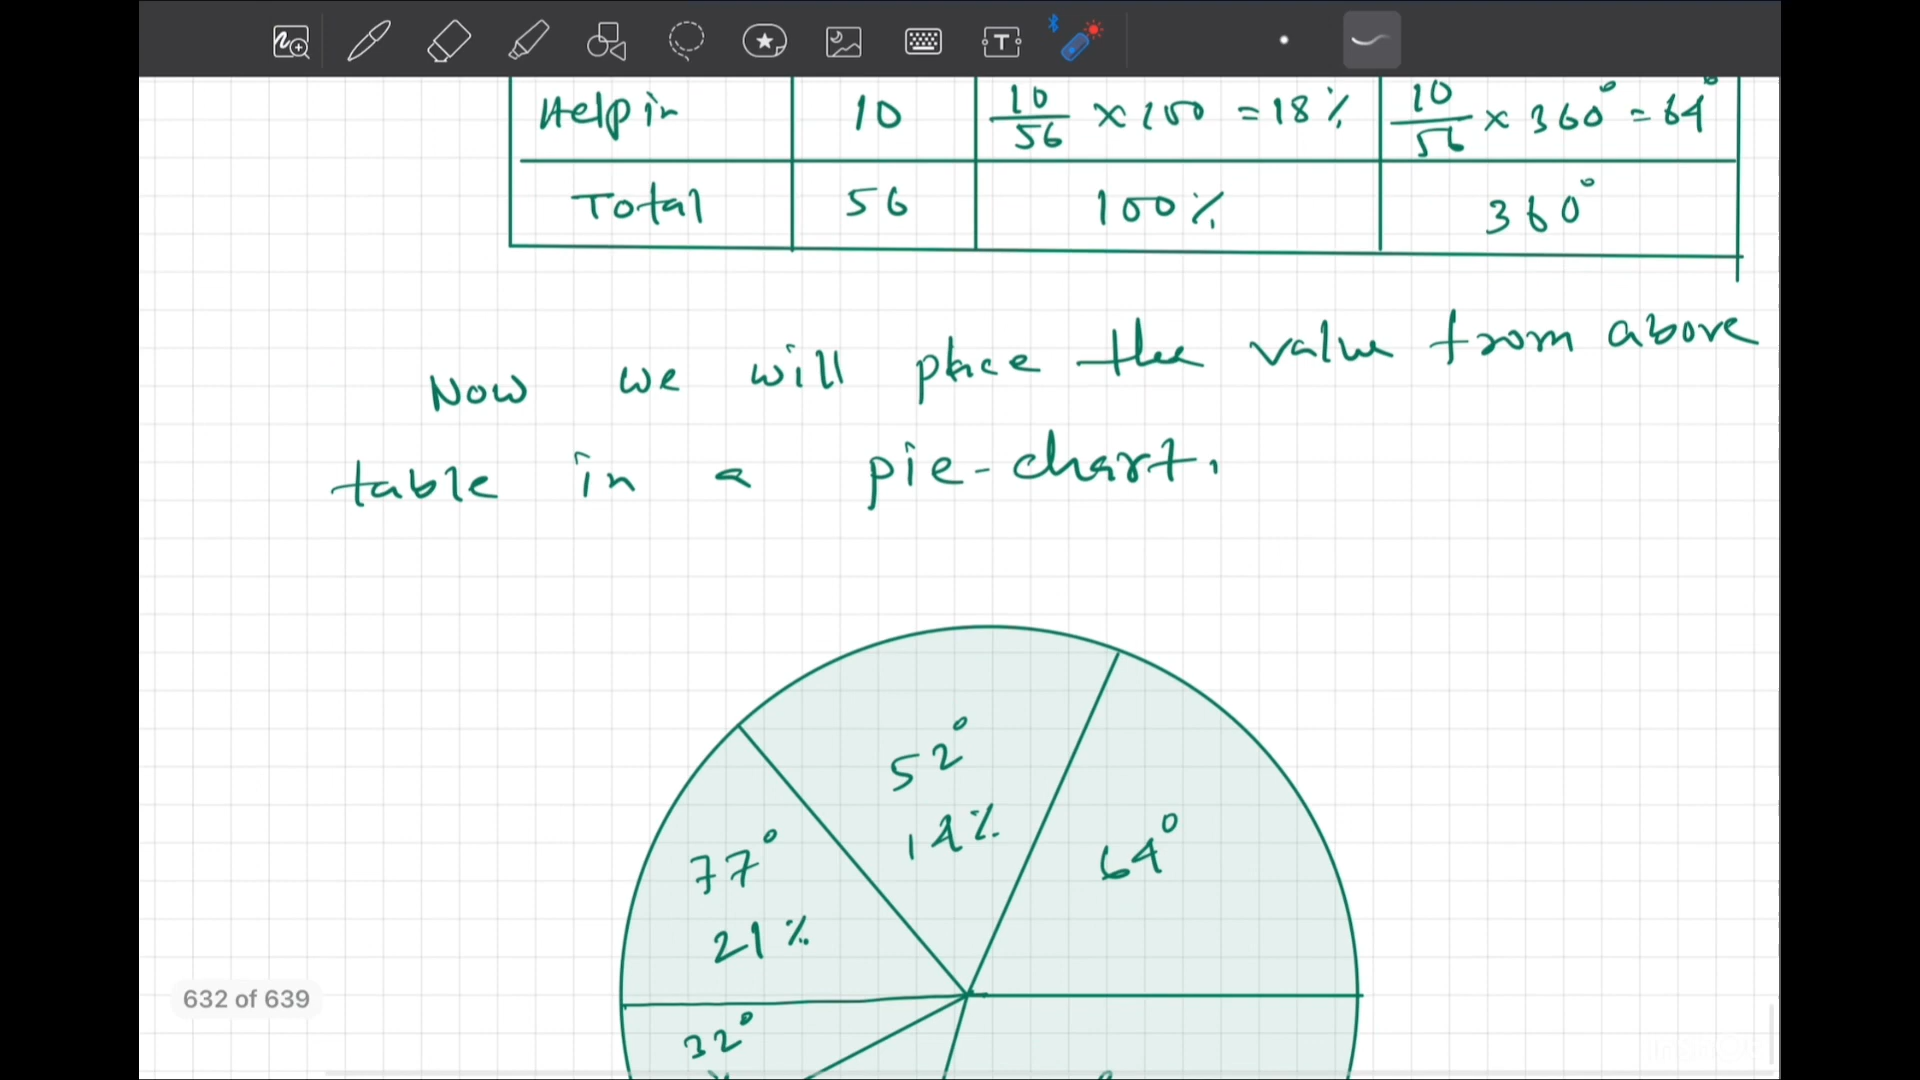 Help in 10 10/56 × 100 = 18% 10/56 × 360° = 64°
Total 56 100% 360°
Now we will place the value from above
table in a pie-chart.
52°
14%
64°
77°
21%
632 of 639
32°